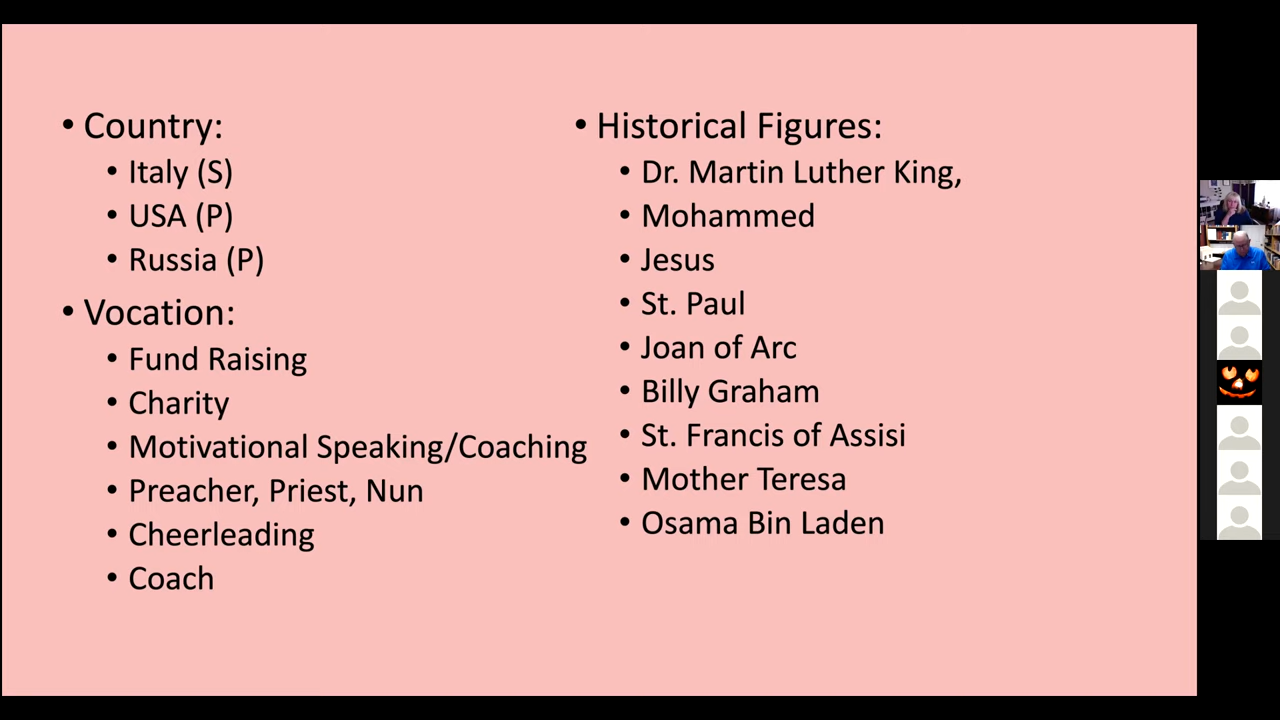 • Country:
• Italy (S)
• USA (P)
• Russia (P)
• Vocation:
• Fund Raising
• Charity
• Motivational Speaking/Coaching
• Preacher, Priest, Nun
• Cheerleading
• Coach
• Historical Figures:
• Dr. Martin Luther King,
• Mohammed
• Jesus
• St. Paul
• Joan of Arc
• Billy Graham
• St. Francis of Assisi
• Mother Teresa
• Osama Bin Laden